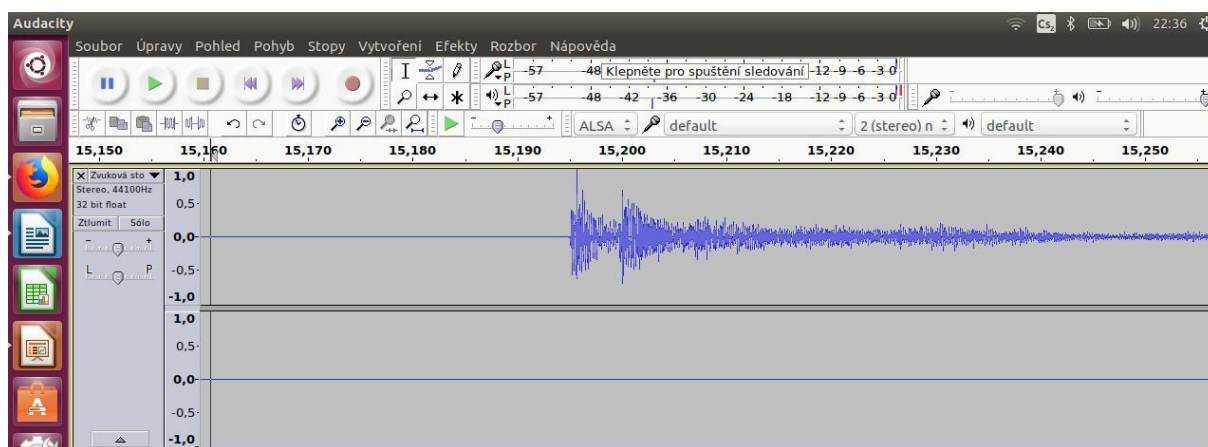 Audacity
Cs₂ 22:36
Soubor Úpravy Pohled Pohyb Stopy Vytvoření Efekty Rozbor Nápověda
L P -57 -48 Klepněte pro spuštění sledování -12 -9 -6 -3 0
L P -57 -48 -42 -36 -30 -24 -18 -12 -9 -6 -3 0
- + ALSA default 2 (stereo) n default
15,150 15,160 15,170 15,180 15,190 15,200 15,210 15,220 15,230 15,240 15,250
X Zvuková sto 1,0
Stereo, 44100Hz
32 bit float 0,5
Ztlumit Sólo
- + 0,0
L P -0,5
-1,0
1,0
0,5
0,0
-0,5
-1,0